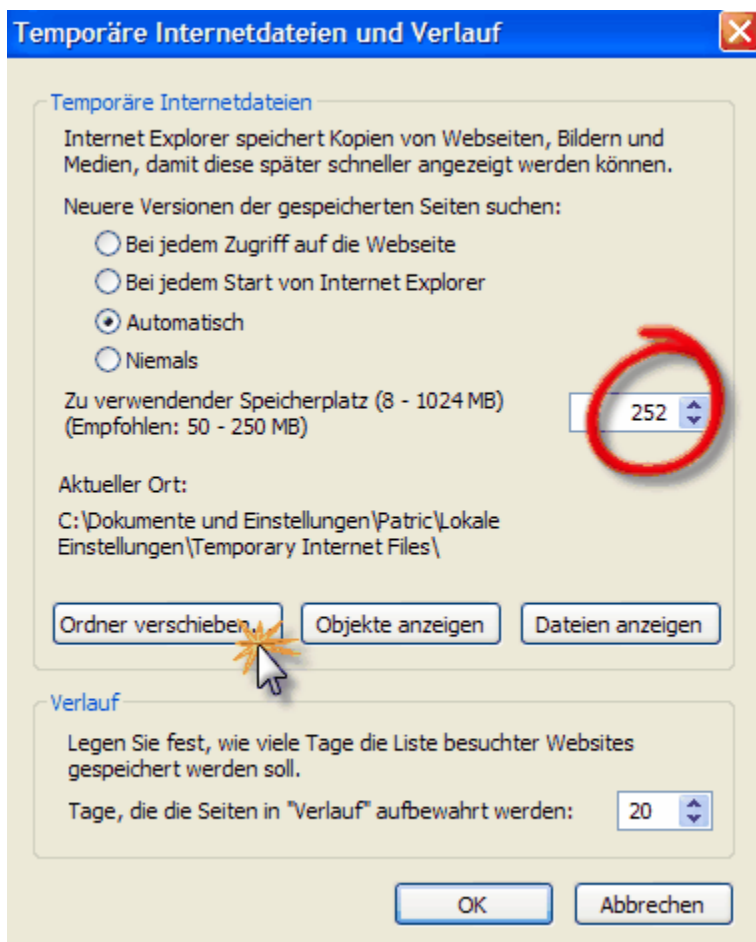 Temporäre Internetdateien und Verlauf
Temporäre Internetdateien
Internet Explorer speichert Kopien von Webseiten, Bildern und
Medien, damit diese später schneller angezeigt werden können.
Neuere Versionen der gespeicherten Seiten suchen:
Bei jedem Zugriff auf die Webseite
Bei jedem Start von Internet Explorer
Automatisch
Niemals
Zu verwendender Speicherplatz (8 - 1024 MB) 252
(Empfohlen: 50 - 250 MB)
Aktueller Ort:
C:\Dokumente und Einstellungen\Patric\Lokale
Einstellungen\Temporary Internet Files\
Ordner verschieben... Objekte anzeigen Dateien anzeigen
Verlauf
Legen Sie fest, wie viele Tage die Liste besuchter Websites
gespeichert werden soll.
Tage, die die Seiten in "Verlauf" aufbewahrt werden: 20
OK Abbrechen